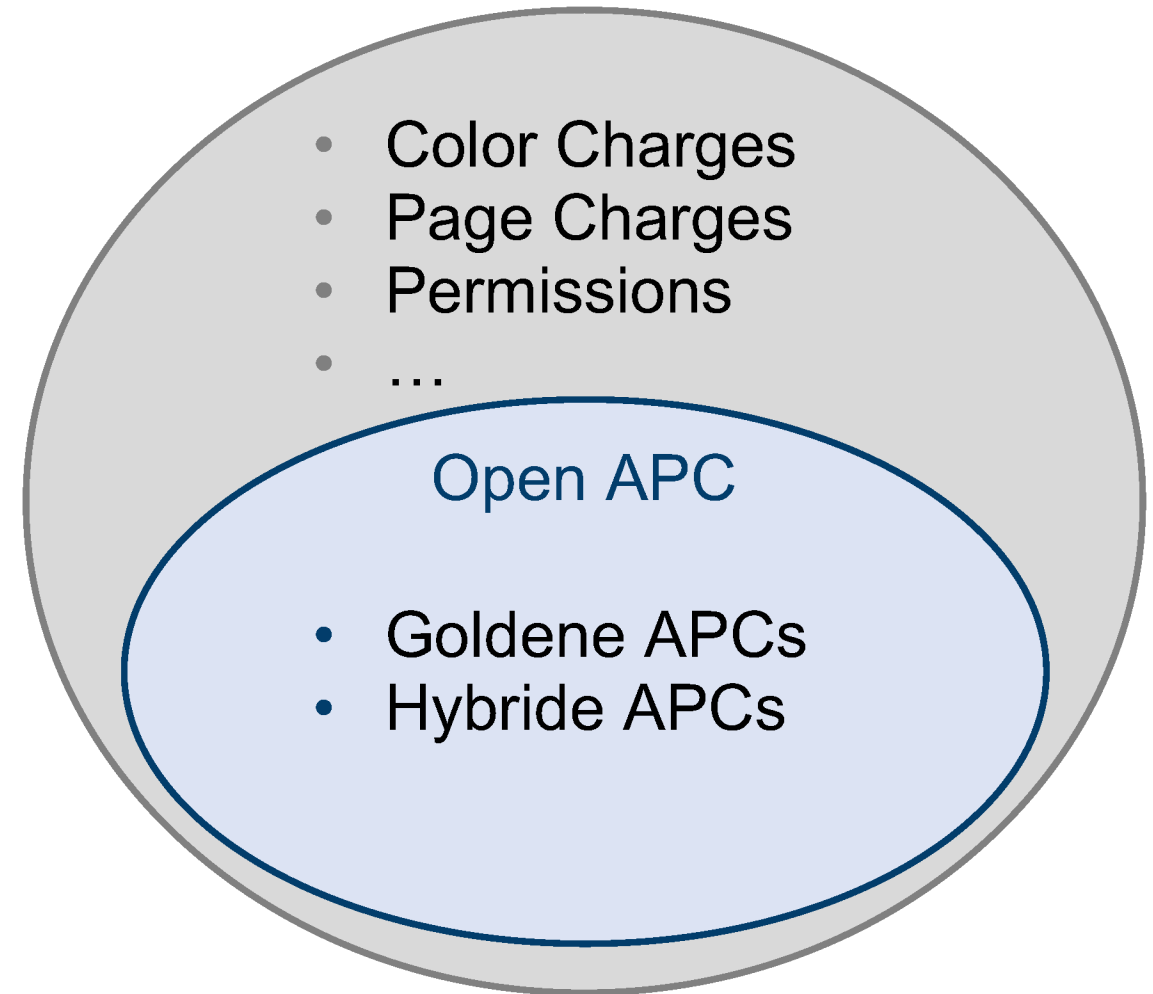 • Color Charges
• Page Charges
• Permissions
• …
Open APC
• Goldene APCs
• Hybride APCs